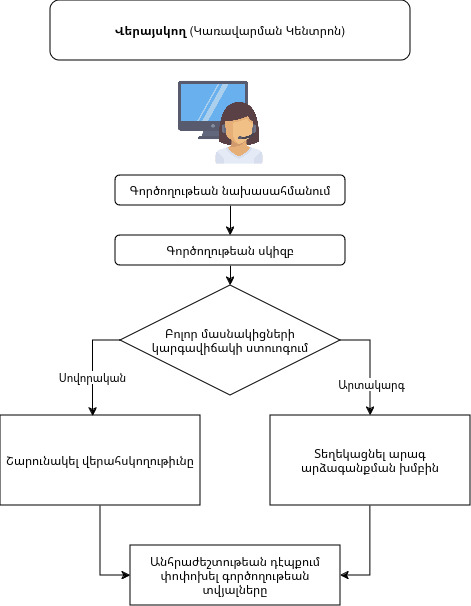 Վերայսկող (Կառավարման Կենտրոն)
Գործողութեան նախասահմանում
Գործողութեան սկիզբ
Բոլոր մասնակիցների
կարգավիճակի ստուոգում
Սովորական
Արտակարգ
Շարունակել վերահսկողութիւնը
Տեղեկացնել արագ
արձագանքման խմբին
Անհրաժեշտութեան դէպքում
փոփոխել գործողութեան
տվյալները